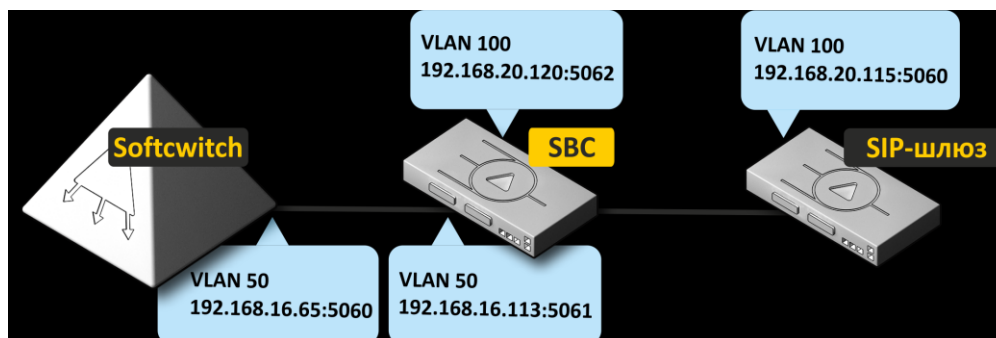 VLAN 100
192.168.20.120:5062
VLAN 100
192.168.20.115:5060
Softcwitch
SBC
SIP-шлюз
VLAN 50
192.168.16.65:5060
VLAN 50
192.168.16.113:5061